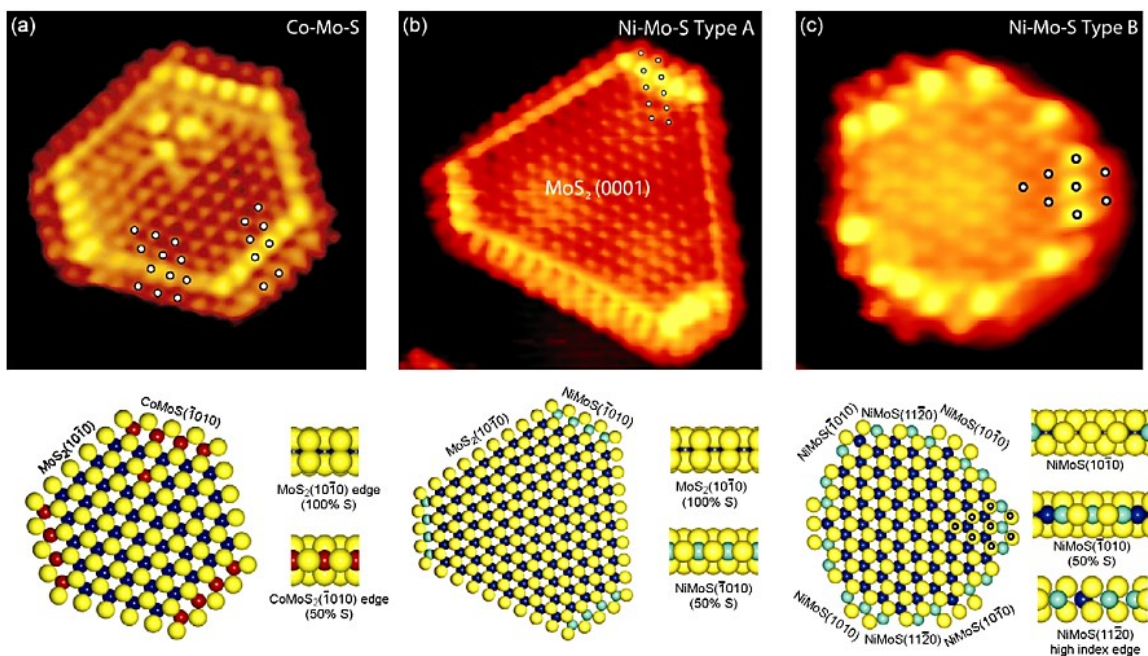 (a)
Co-Mo-S
(b)
Ni-Mo-S Type A
(c)
Ni-Mo-S Type B
MoS₂ (0001)
MoS₂(101̄0)
CoMoS(1̄010)
MoS₂(101̄0) edge
(100% S)
CoMoS₂(1̄010) edge
(50% S)
MoS₂(101̄0)
NiMoS(1̄010)
MoS₂(101̄0)
(100% S)
NiMoS(1̄010)
(50% S)
NiMoS(1̄010)
NiMoS(112̄0)
NiMoS(101̄0)
NiMoS(1010)
NiMoS(112̄0)
NiMoS(101̄0)
NiMoS(101̄0)
NiMoS(1̄010)
(50% S)
NiMoS(112̄0)
high index edge